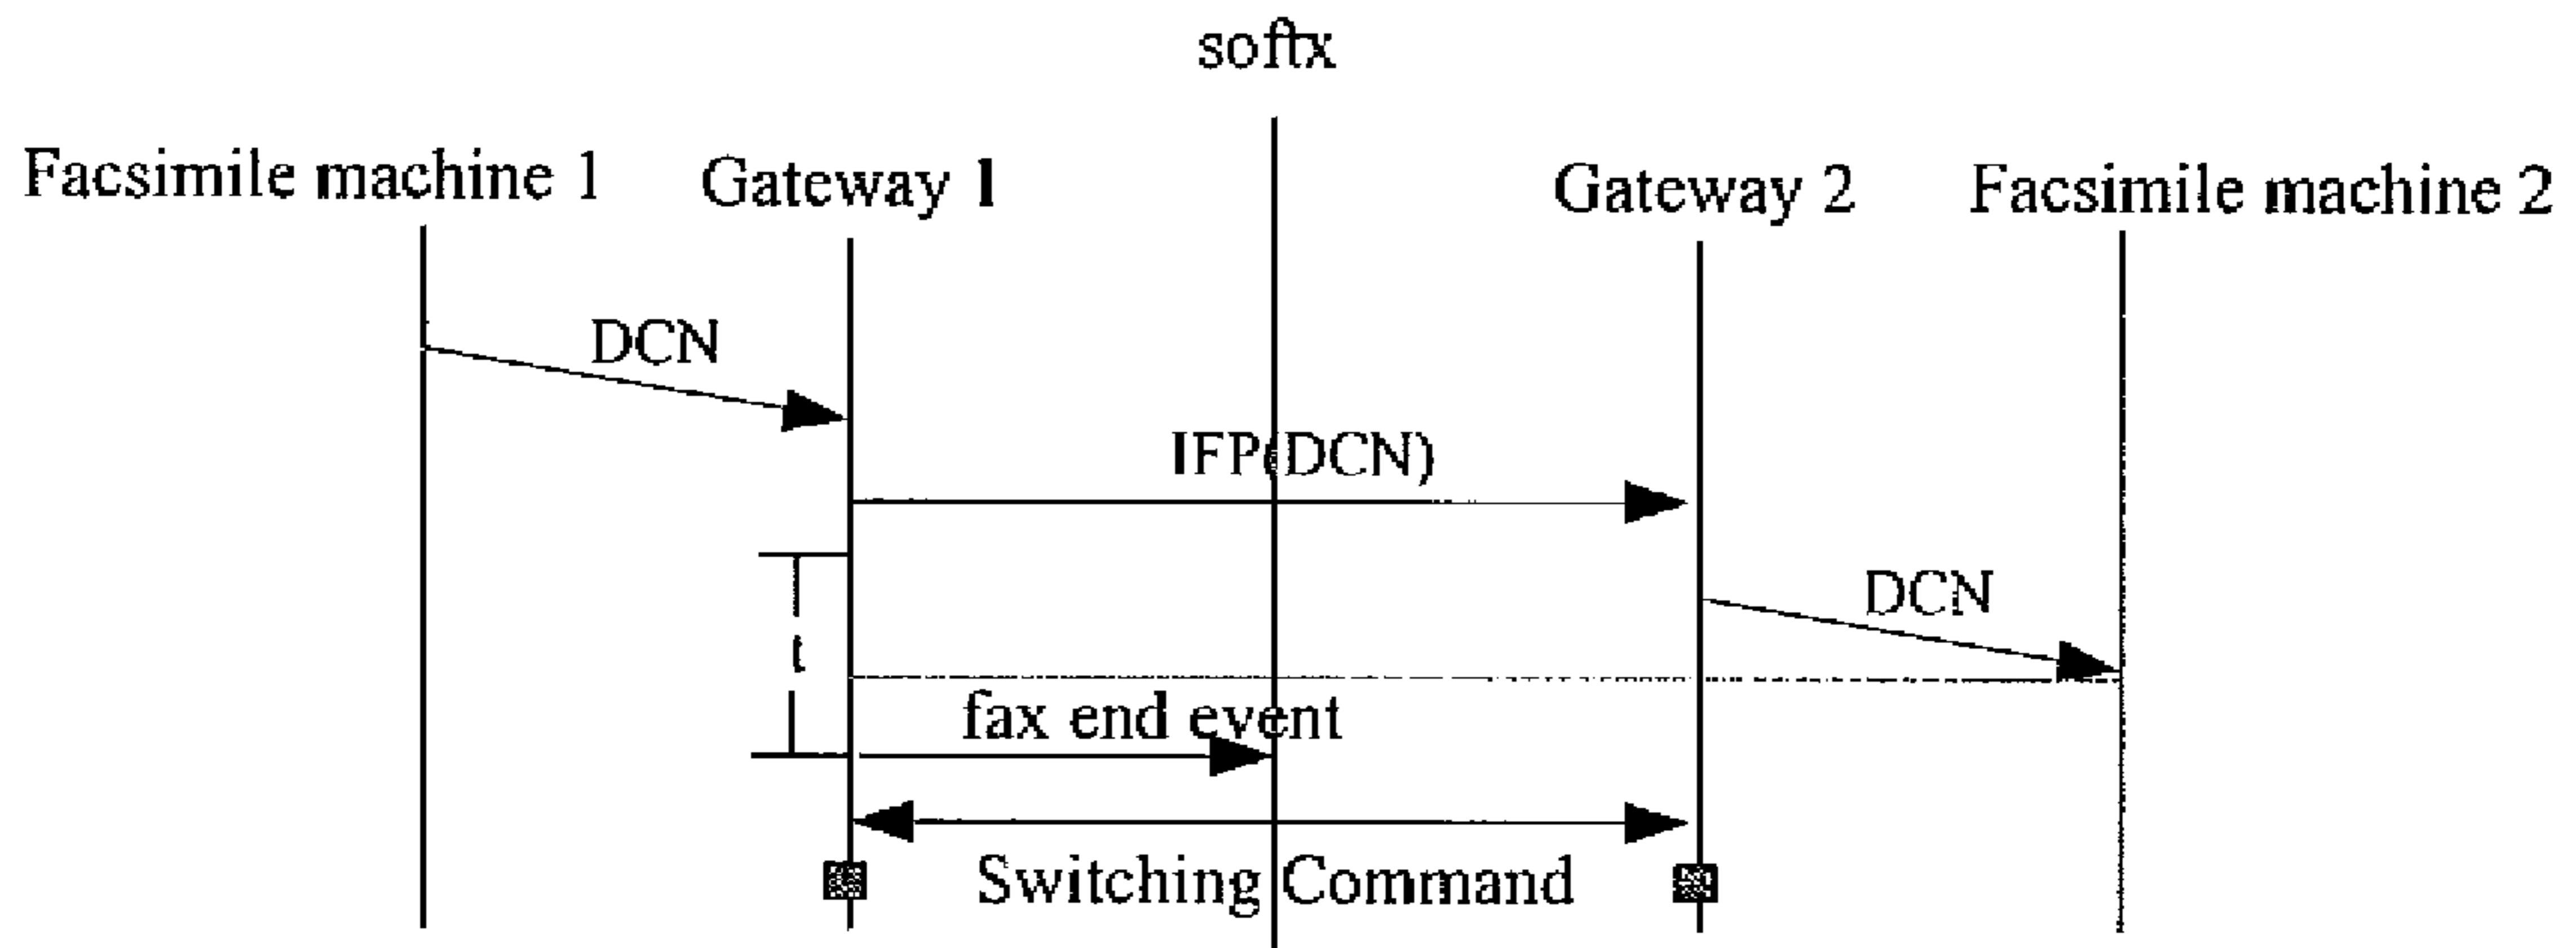 softx
Facsimile machine 1
Gateway 1
Gateway 2
Facsimile machine 2
DCN
IFP(DCN)
DCN
t
fax end event
Switching Command